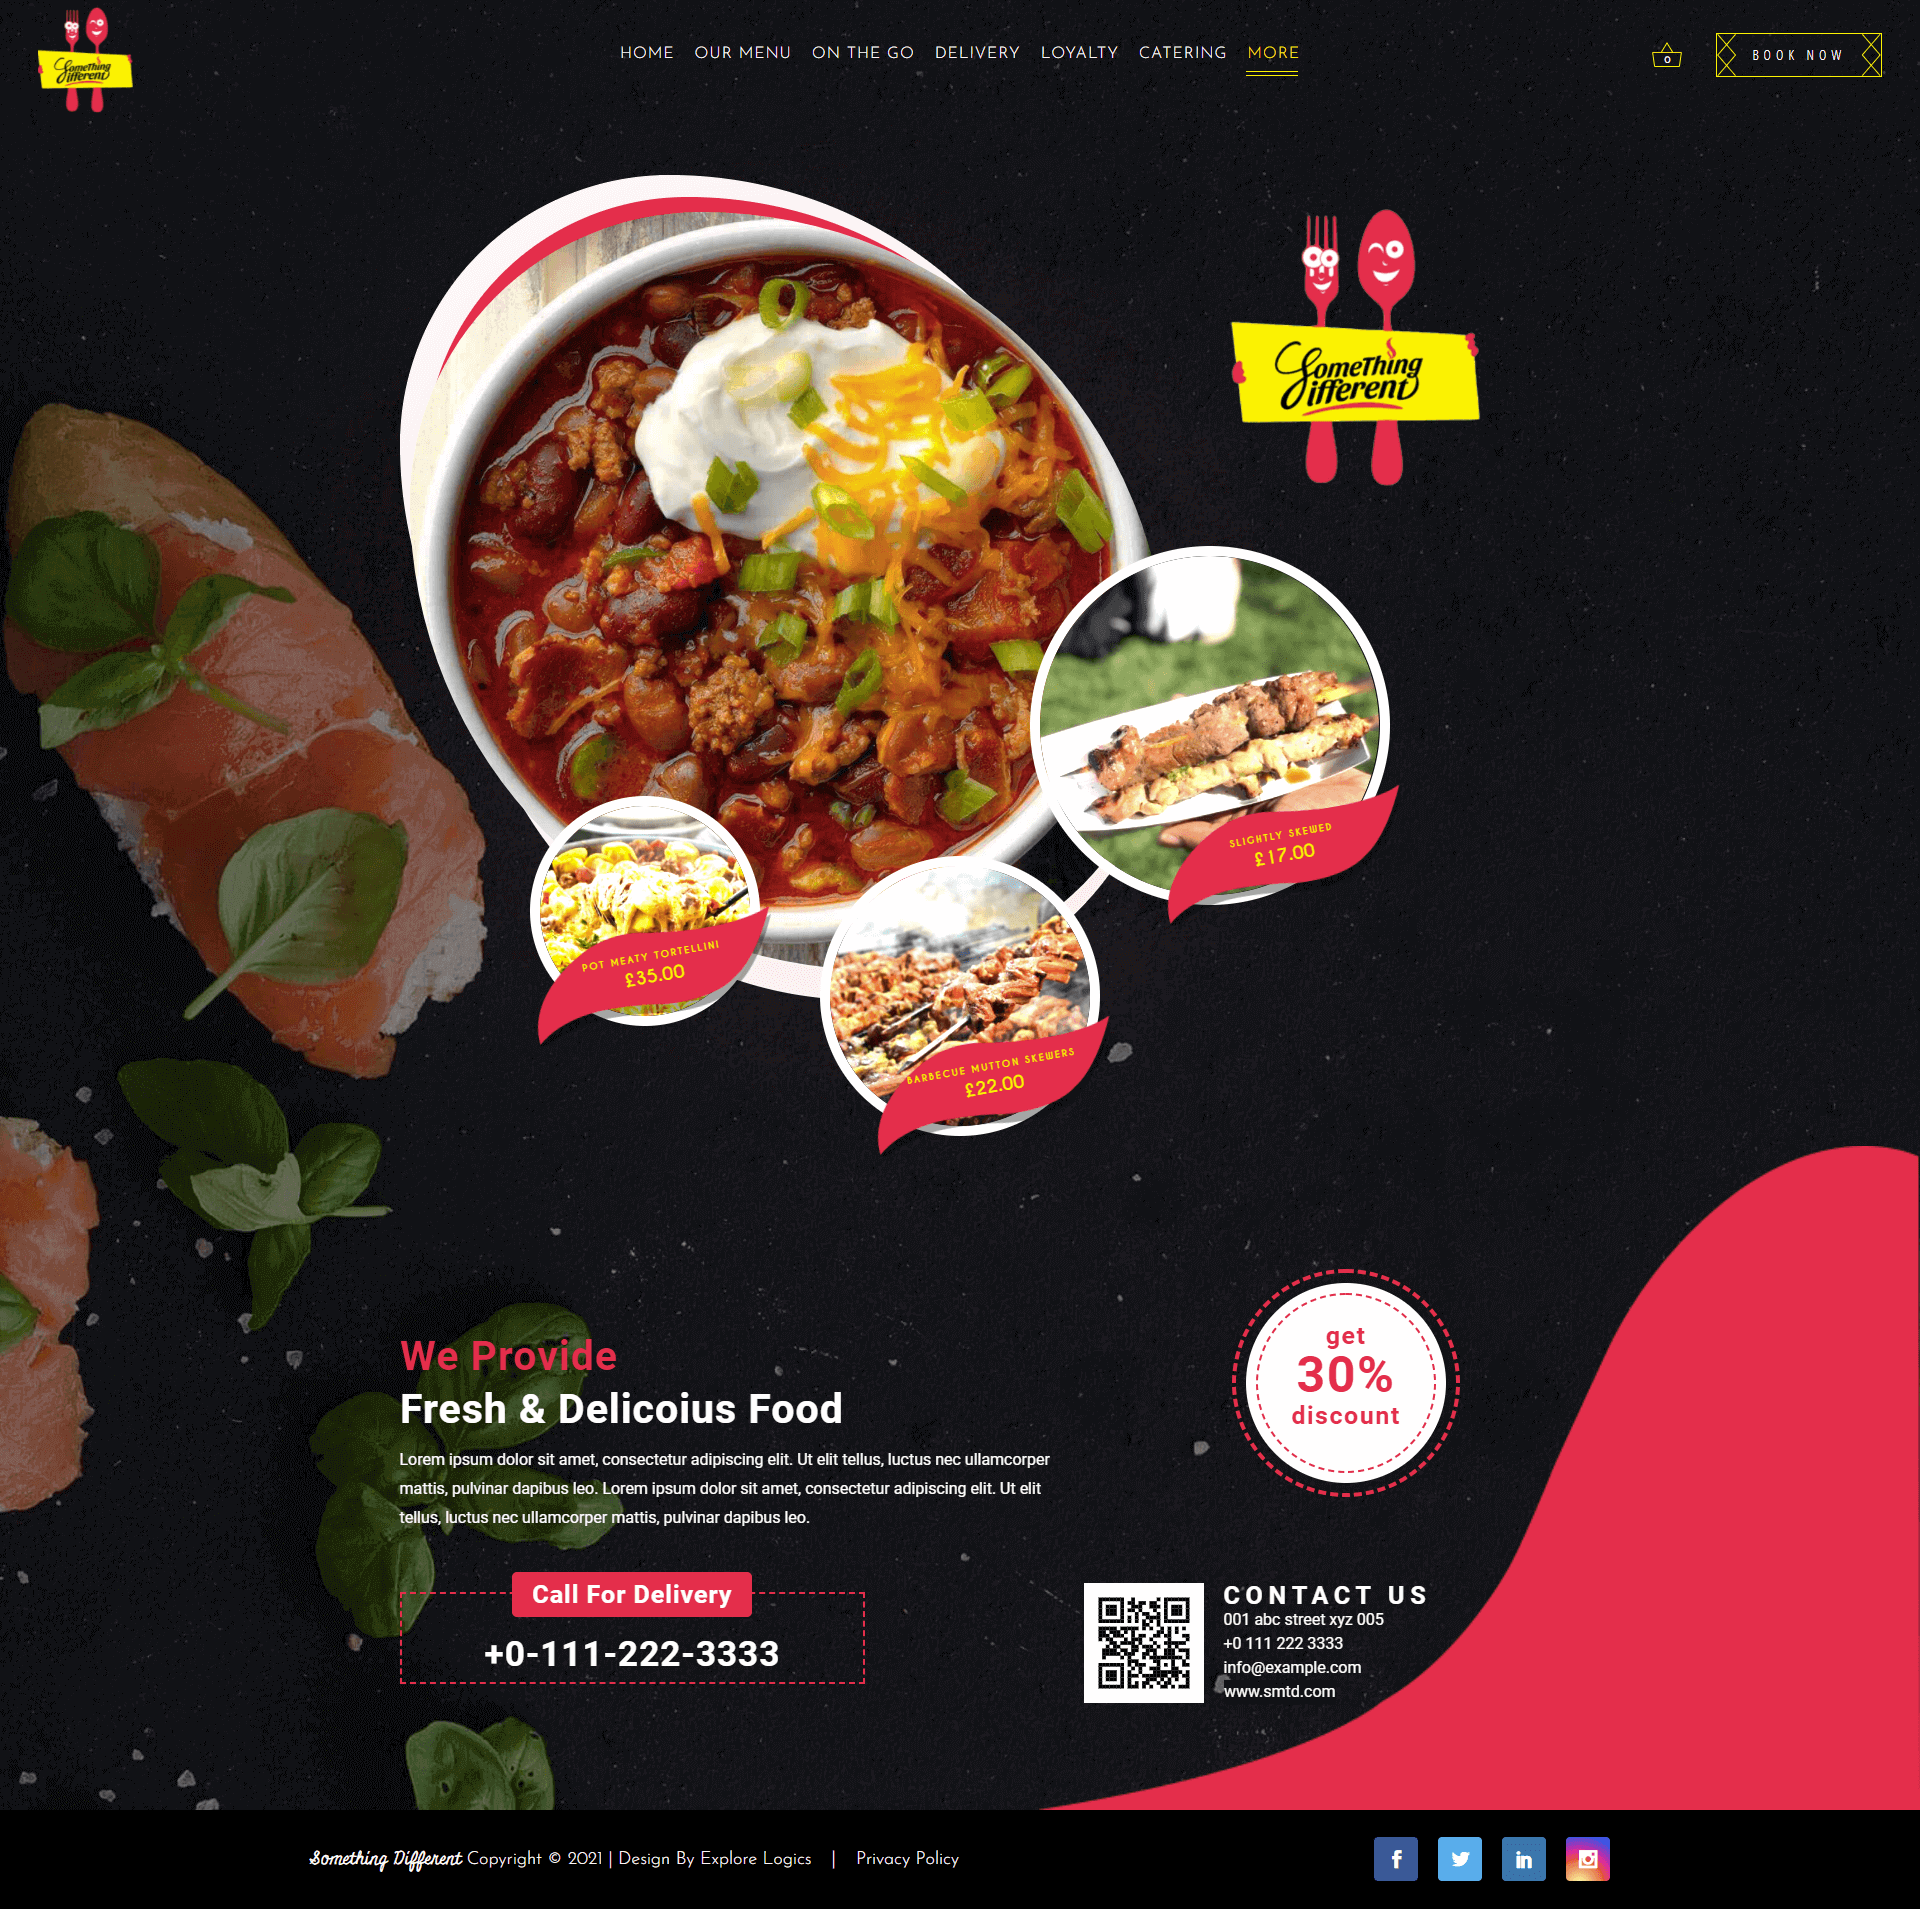 Something Different
HOME OUR MENU ON THE GO DELIVERY LOYALTY CATERING MORE
0
BOOK NOW
Something Different
SLIGHTLY SKEWED
£17.00
POT MEATY TORTELLINI
£35.00
BARBECUE MUTTON SKEWERS
£22.00
get
30%
discount
We Provide
Fresh & Delicoius Food
Lorem ipsum dolor sit amet, consectetur adipiscing elit. Ut elit tellus, luctus nec ullamcorper
mattis, pulvinar dapibus leo. Lorem ipsum dolor sit amet, consectetur adipiscing elit. Ut elit
tellus, luctus nec ullamcorper mattis, pulvinar dapibus leo.
Call For Delivery
+0-111-222-3333
CONTACT US
001 abc street xyz 005
+0 111 222 3333
info@example.com
www.smtd.com
Something Different Copyright © 2021 | Design By Explore Logics | Privacy Policy